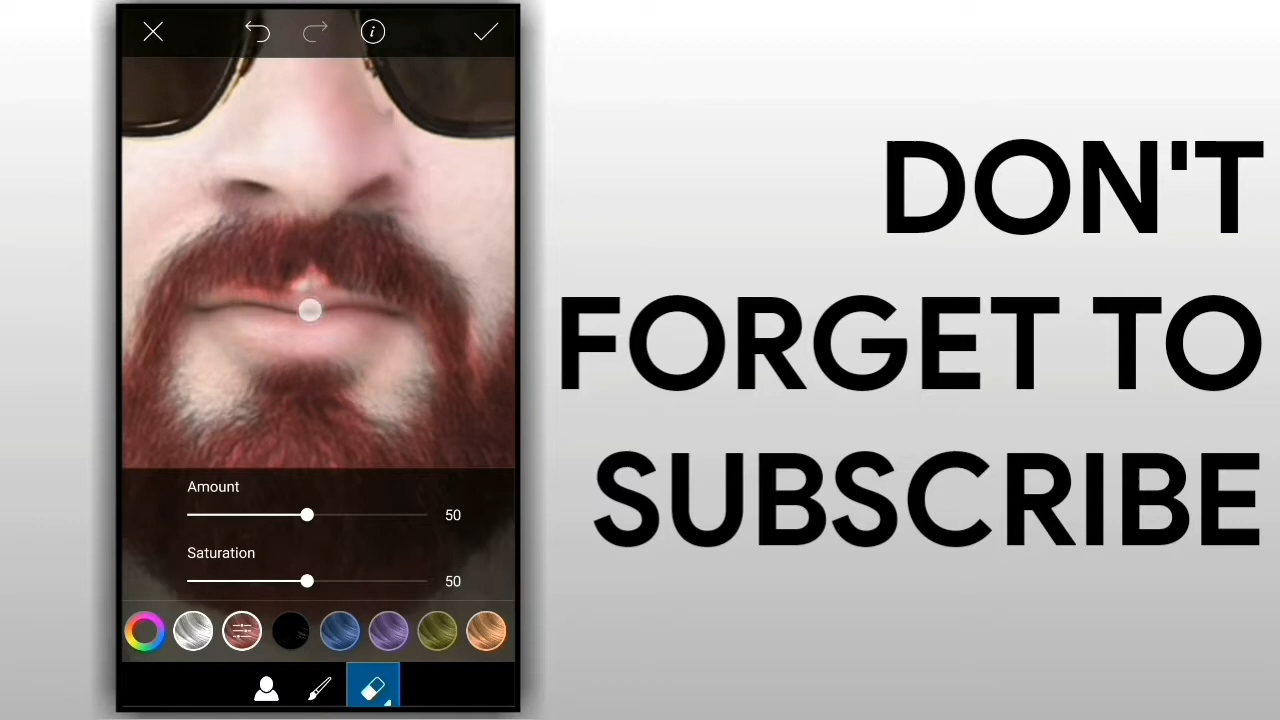 DON'T
FORGET TO
SUBSCRIBE
Amount
50
Saturation
50